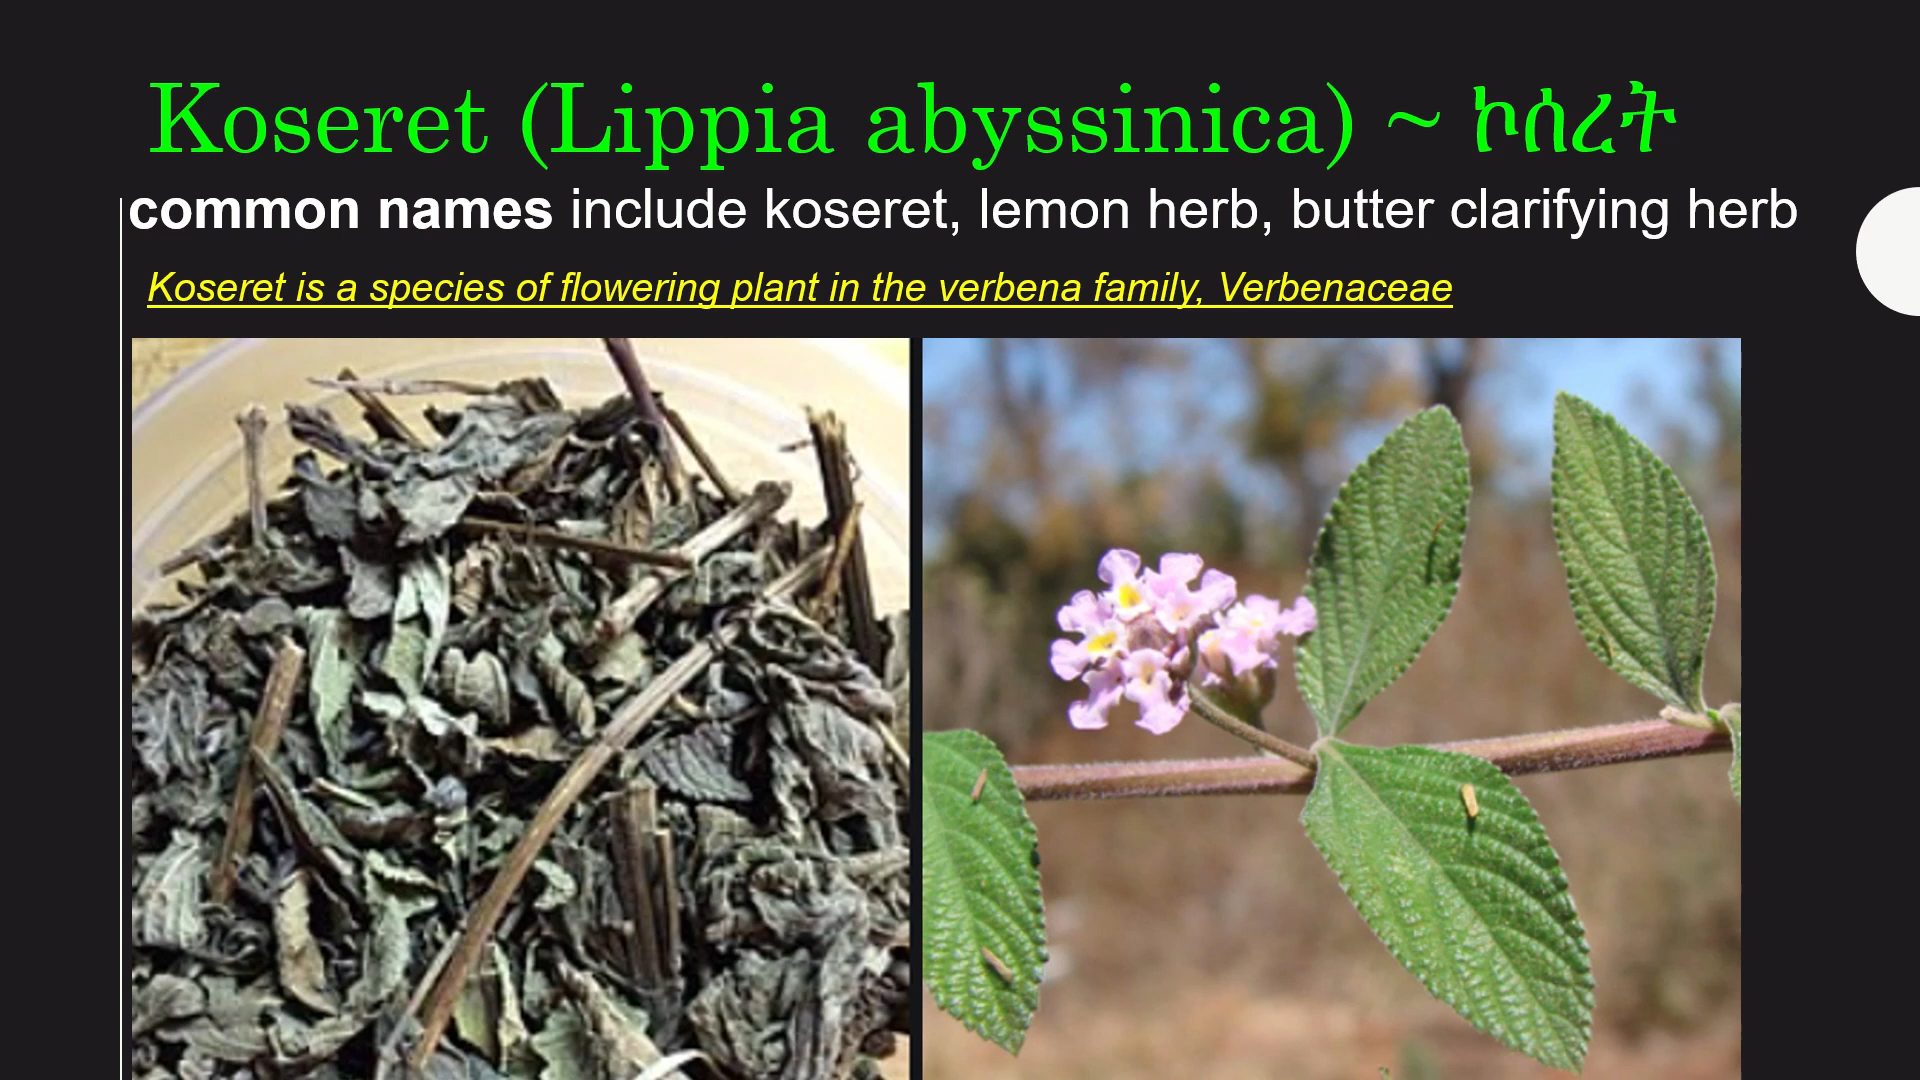 Koseret (Lippia abyssinica) ~ ኮሰረት
common names include koseret, lemon herb, butter clarifying herb
Koseret is a species of flowering plant in the verbena family, Verbenaceae